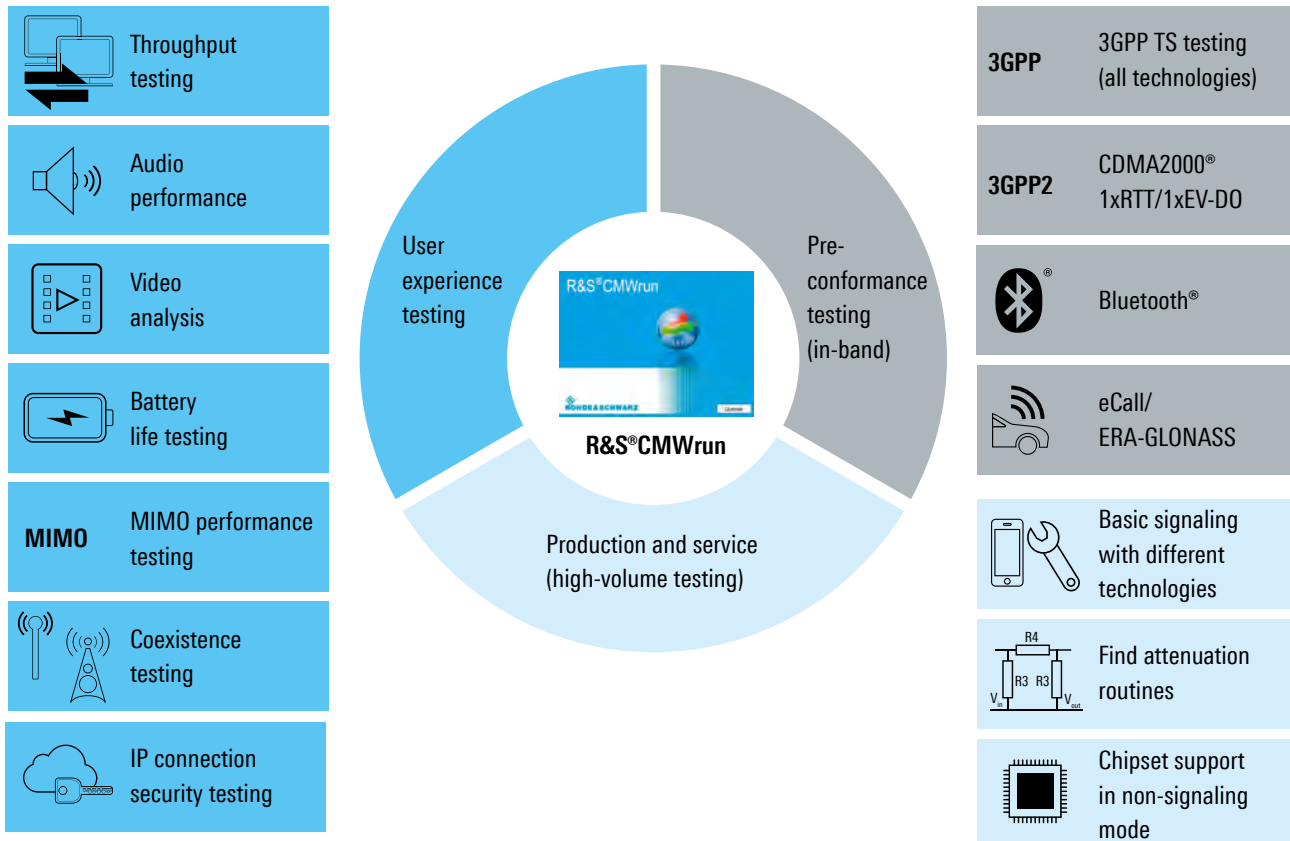 Throughput
testing
Audio
performance
Video
analysis
Battery
life testing
MIMO
MIMO performance
testing
Coexistence
testing
IP connection
security testing
User
experience
testing
Pre-
conformance
testing
(in-band)
R&S®CMWrun
ROHDE&SCHWARZ
R&S®CMWrun
Production and service
(high-volume testing)
3GPP
3GPP TS testing
(all technologies)
3GPP2
CDMA2000®
1xRTT/1xEV-DO
®
Bluetooth®
eCall/
ERA-GLONASS
Basic signaling
with different
technologies
R4
R3 R3
Vin
Vout
Find attenuation
routines
Chipset support
in non-signaling
mode